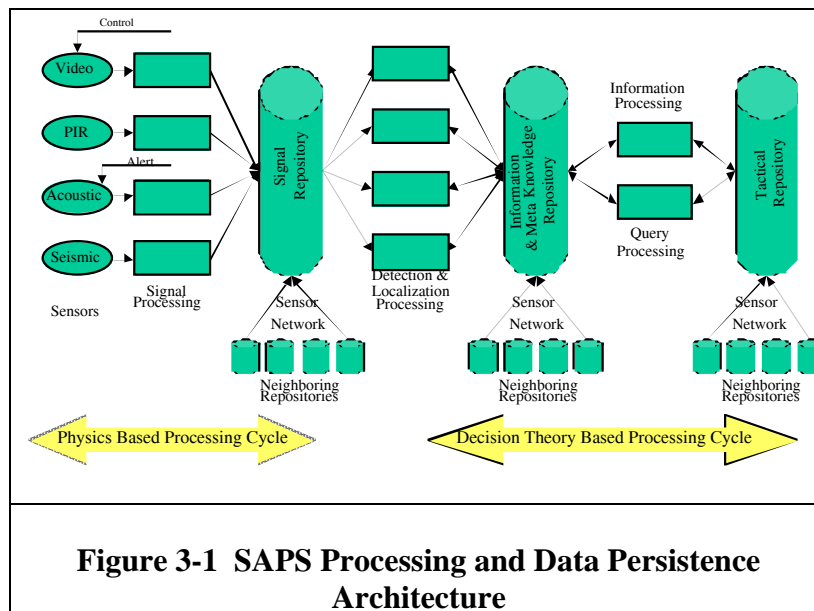 Control
Video
PIR
Alert
Acoustic
Seismic
Sensors
Signal
Processing
Signal
Repository
Detection &
Localization
Processing
Information
& Meta Knowledge
Repository
Information
Processing
Query
Processing
Tactical
Repository
Sensor
Network
Neighboring
Repositories
Sensor
Network
Neighboring
Repositories
Sensor
Network
Neighboring
Repositories
Physics Based Processing Cycle
Decision Theory Based Processing Cycle
Figure 3-1 SAPS Processing and Data Persistence
Architecture